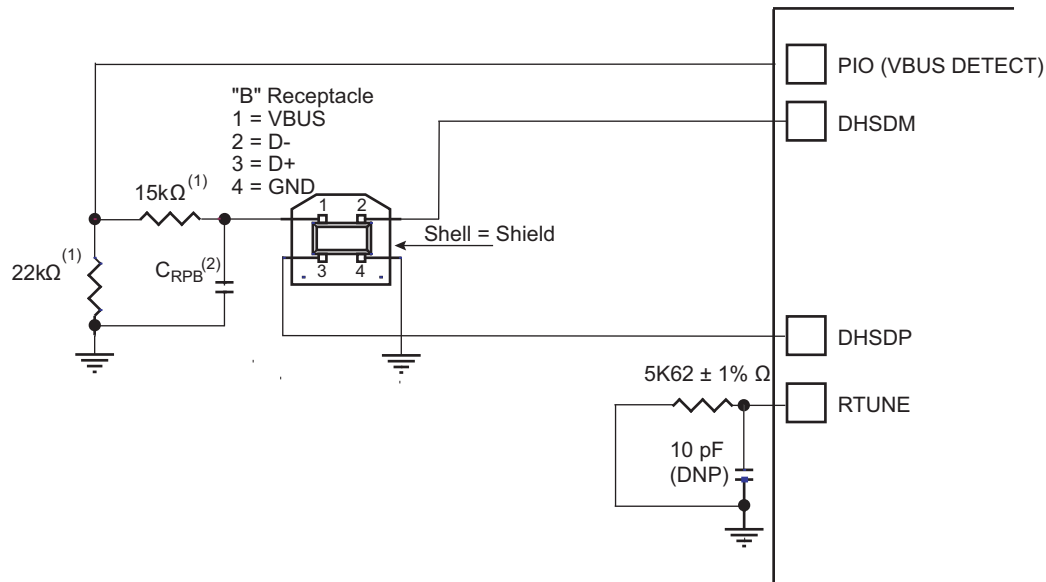 PIO (VBUS DETECT)
"B" Receptacle
1 = VBUS
2 = D-
3 = D+
4 = GND
DHSDM
15kΩ(1)
1 2
Shell = Shield
22kΩ(1)
CRPB(2)
3 4
DHSDP
5K62 ± 1% Ω
RTUNE
10 pF
(DNP)